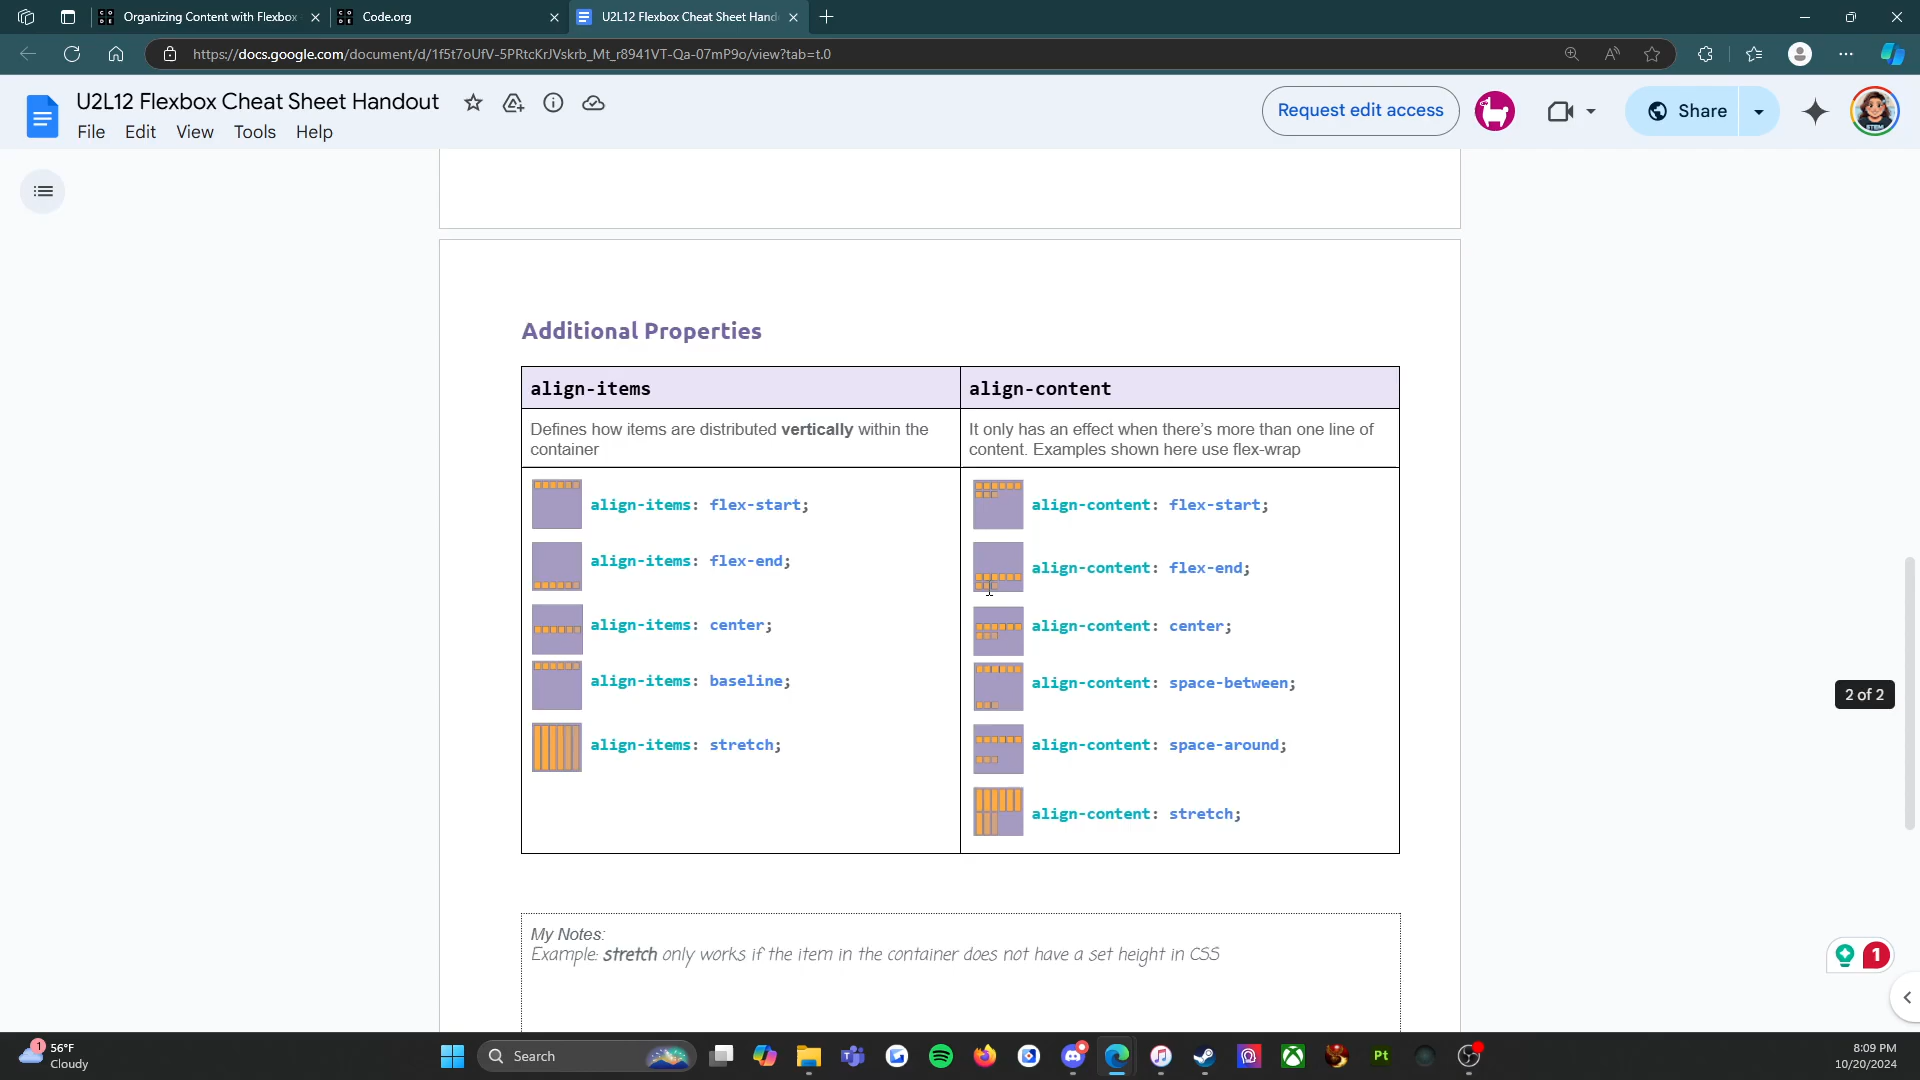 Organizing Content with Flexbox
Code.org
U2L12 Flexbox Cheat Sheet Hand
https://docs.google.com/document/d/1f5t7oUfV-5PRtcKrJVskrb_Mt_r8941VT-Qa-07mP9o/view?tab=t.0
U2L12 Flexbox Cheat Sheet Handout
File Edit View Tools Help
Request edit access
Share
Additional Properties
align-items
align-content
Defines how items are distributed vertically within the
container
It only has an effect when there's more than one line of
content. Examples shown here use flex-wrap
align-items: flex-start;
align-content: flex-start;
align-items: flex-end;
align-content: flex-end;
align-items: center;
align-content: center;
align-items: baseline;
align-content: space-between;
align-items: stretch;
align-content: space-around;
align-content: stretch;
2 of 2
My Notes:
Example: stretch only works if the item in the container does not have a set height in CSS
1
1
56°F
Cloudy
Search
Pt
8:09 PM
10/20/2024